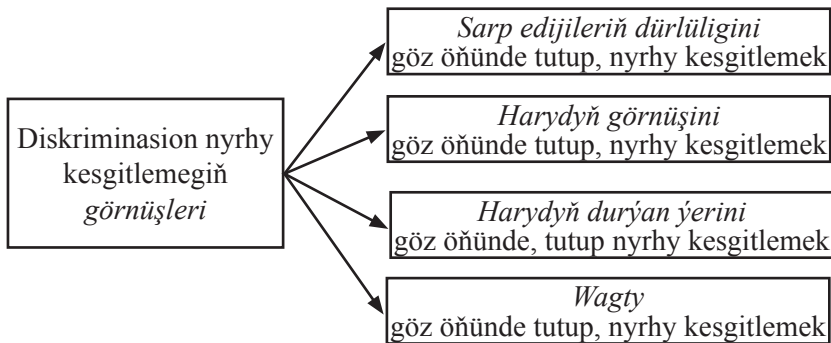 Diskriminasion nyrhy
kesgitlemegiň
görnüşleri
Sarp edijileriň dürlüligini
göz öňünde tutup, nyrhy kesgitlemek
Harydyň görnüşini
göz öňünde tutup, nyrhy kesgitlemek
Harydyň durýan ýerini
göz öňünde, tutup nyrhy kesgitlemek
Wagty
göz öňünde tutup, nyrhy kesgitlemek